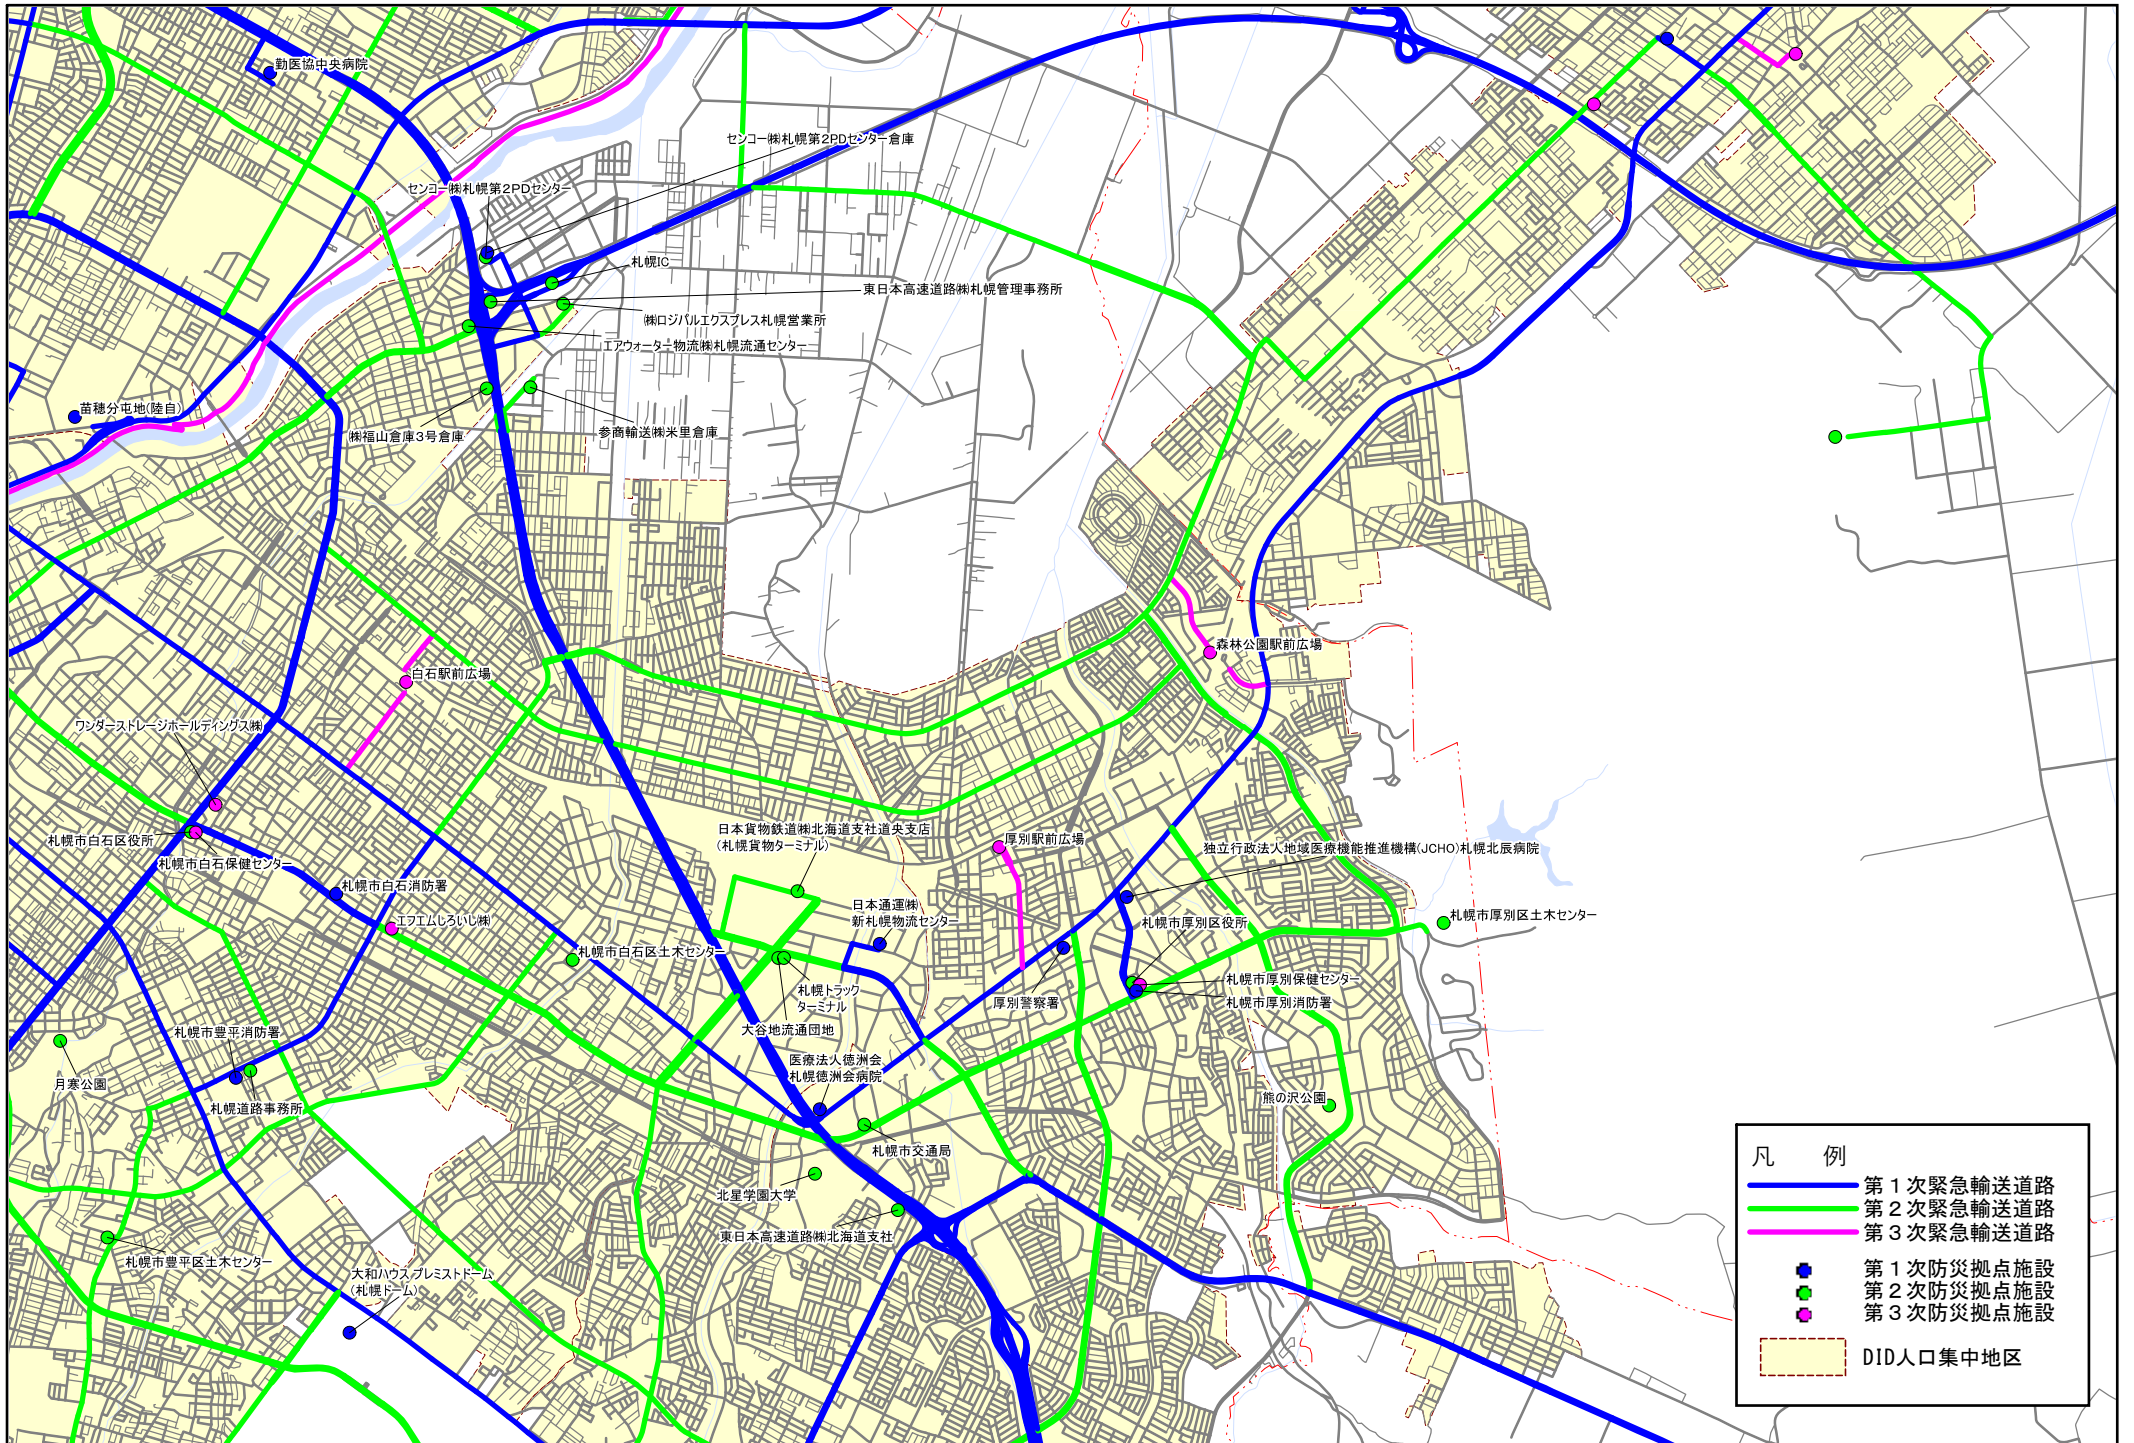 勤医協中央病院
センコー㈱札幌第2PDセンター倉庫
センコー㈱札幌第2PDセンター
札幌IC
東日本高速道路㈱札幌管理事務所
㈱ロジパルエクスプレス札幌営業所
エアウォーター物流㈱札幌流通センター
苗穂分屯地(陸自)
㈱福山倉庫3号倉庫
参商輸送㈱米里倉庫
森林公園駅前広場
白石駅前広場
ワンダーストレージホールディングス㈱
札幌市白石区役所
札幌市白石保健センター
日本貨物鉄道㈱北海道支社道央支店
(札幌貨物ターミナル)
厚別駅前広場
独立行政法人地域医療機能推進機構(JCHO)札幌北辰病院
札幌市白石消防署
エフエムしろいし㈱
日本通運㈱
新札幌物流センター
札幌市厚別区役所
札幌市厚別区土木センター
札幌市白石区土木センター
札幌トラック
ターミナル
厚別警察署
札幌市厚別保健センター
札幌市厚別消防署
大谷地流通団地
札幌市豊平消防署
月寒公園
札幌道路事務所
医療法人徳洲会
札幌徳洲会病院
熊の沢公園
札幌市交通局
北星学園大学
東日本高速道路㈱北海道支社
札幌市豊平区土木センター
大和ハウス プレミストドーム
(札幌ドーム)
凡　例
第１次緊急輸送道路
第２次緊急輸送道路
第３次緊急輸送道路
第１次防災拠点施設
第２次防災拠点施設
第３次防災拠点施設
DID人口集中地区